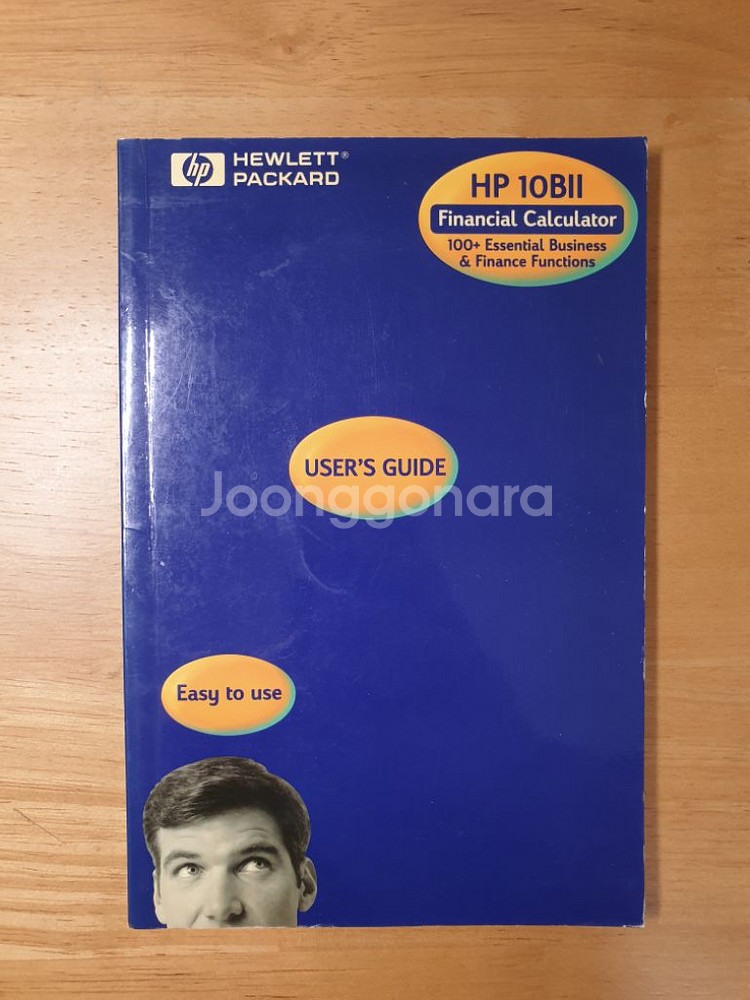 hp HEWLETT®
PACKARD
HP 10BII
Financial Calculator
100+ Essential Business
& Finance Functions
USER'S GUIDE
Joonggonara
Easy to use